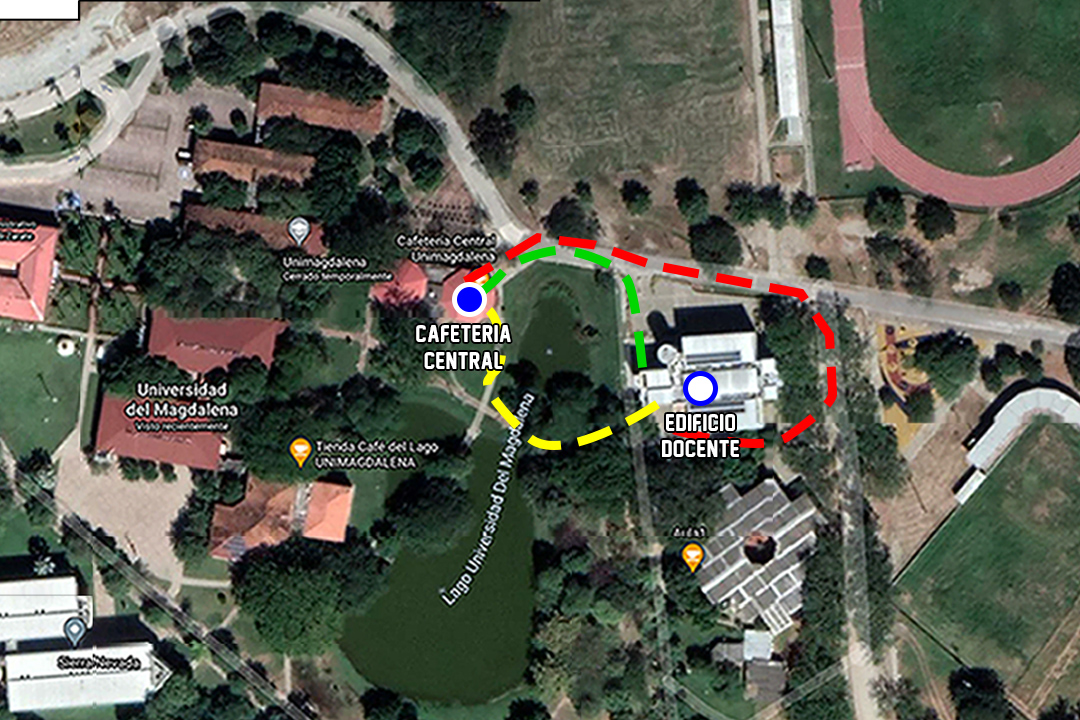 Cafeteria Central
Unimagdalena
Unimagdalena
Cerrado temporalmente
CAFETERIA
CENTRAL
Universidad
del Magdalena
Visto recientemente
EDIFICIO
DOCENTE
Tienda Café del Lago
UNIMAGDALENA
Lago Universidad Del Magdalena
Sierra Nevada